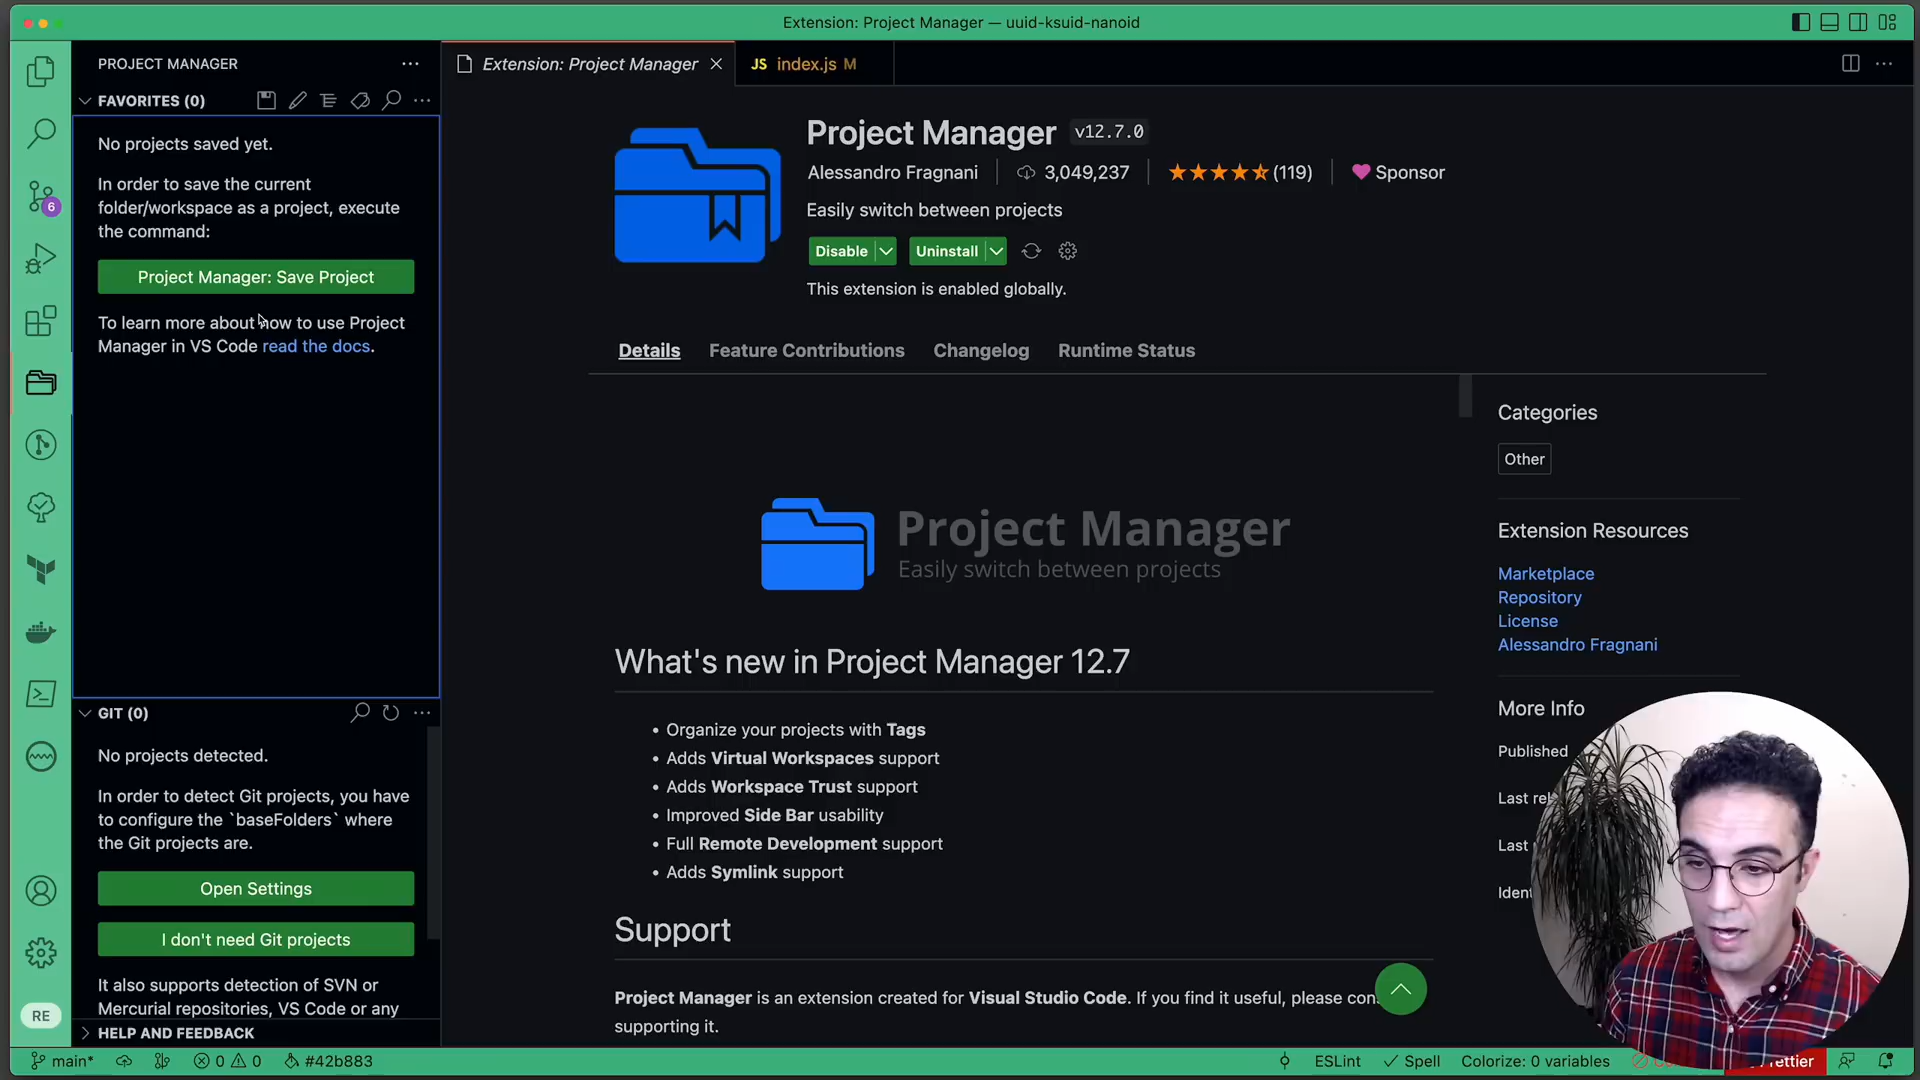 Extension: Project Manager — uuid-ksuid-nanoid
PROJECT MANAGER
FAVORITES (0)
No projects saved yet.
In order to save the current
folder/workspace as a project, execute
the command:
Project Manager: Save Project
To learn more about how to use Project
Manager in VS Code read the docs.
6
GIT (0)
No projects detected.
In order to detect Git projects, you have
to configure the `baseFolders` where
the Git projects are.
Open Settings
I don't need Git projects
It also supports detection of SVN or
Mercurial repositories, VS Code or any
RE
HELP AND FEEDBACK
Extension: Project Manager
JS index.js M
Project Manager v12.7.0
Alessandro Fragnani 3,049,237 (119) Sponsor
Easily switch between projects
Disable Uninstall
This extension is enabled globally.
Details Feature Contributions Changelog Runtime Status
Project Manager
Easily switch between projects
What's new in Project Manager 12.7
• Organize your projects with Tags
• Adds Virtual Workspaces support
• Adds Workspace Trust support
• Improved Side Bar usability
• Full Remote Development support
• Adds Symlink support
Support
Project Manager is an extension created for Visual Studio Code. If you find it useful, please
supporting it.
Categories
Other
Extension Resources
Marketplace
Repository
License
Alessandro Fragnani
More Info
Published
Last
Last
main* 0 0 #42b883 ESLint Spell Colorize: 0 variables